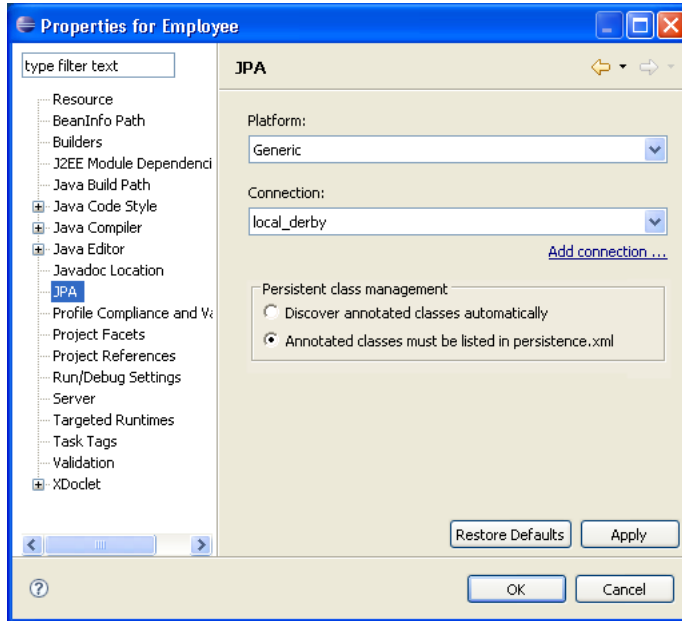 Properties for Employee
type filter text
Resource
BeanInfo Path
Builders
J2EE Module Dependenci
Java Build Path
Java Code Style
Java Compiler
Java Editor
Javadoc Location
JPA
Profile Compliance and Va
Project Facets
Project References
Run/Debug Settings
Server
Targeted Runtimes
Task Tags
Validation
XDoclet
JPA
Platform:
Generic
Connection:
local_derby
Add connection ...
Persistent class management
Discover annotated classes automatically
Annotated classes must be listed in persistence.xml
Restore Defaults
Apply
OK
Cancel